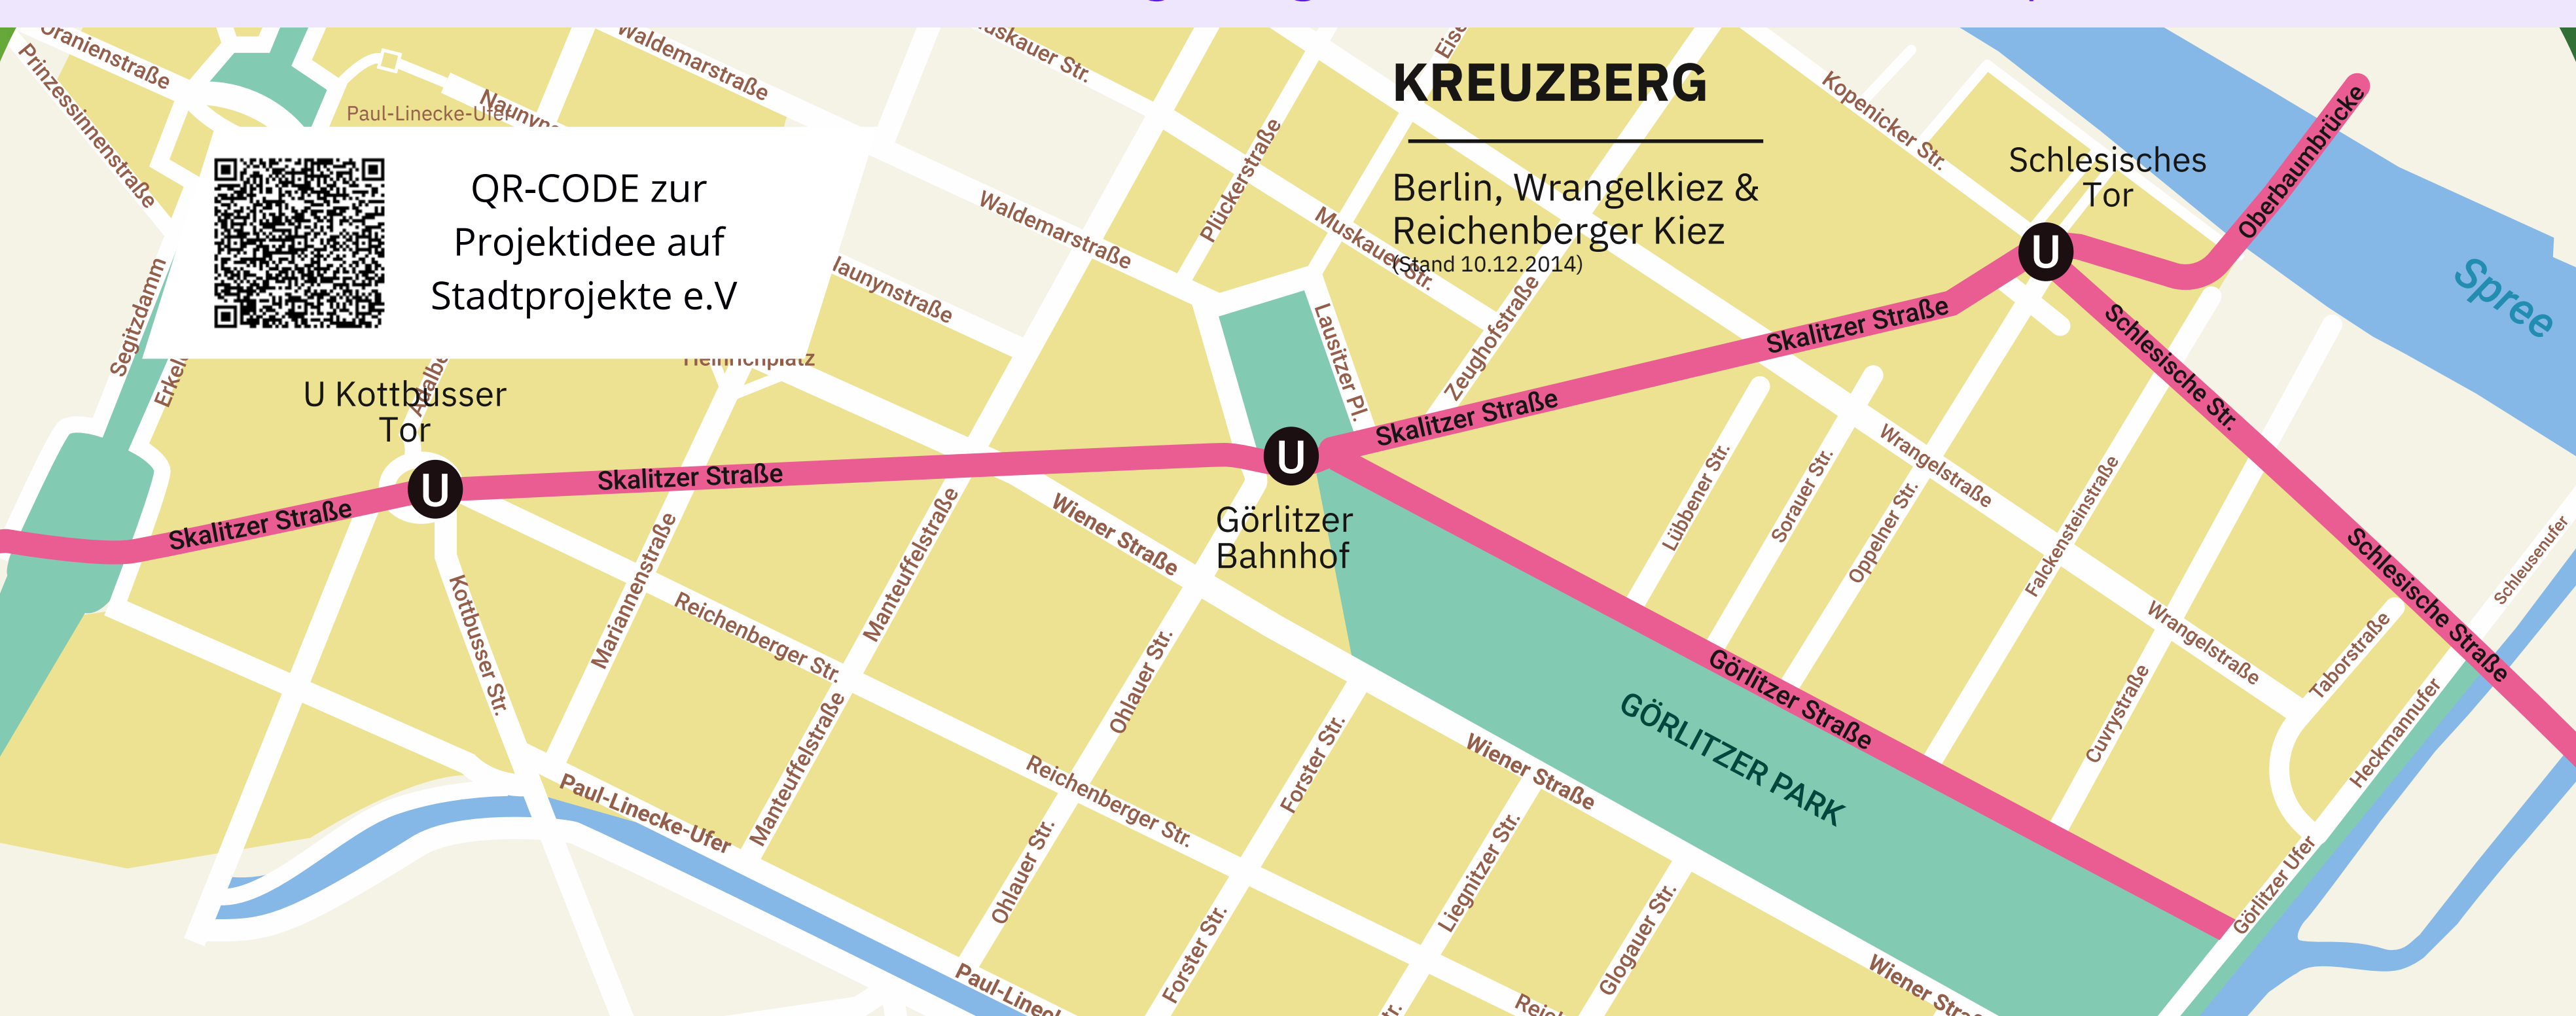 KREUZBERG
Berlin, Wrangelkiez &
Reichenberger Kiez
(Stand 10.12.2014)
QR-CODE zur
Projektidee auf
Stadtprojekte e.V
Oranienstraße
Prinzessinnenstraße
Paul-Linecke-Ufer
Waldemarstraße
Waldemarstraße
Plückerstraße
Muskauer Str.
Kopenicker Str.
Schlesisches
Tor
U
Oberbaumbrücke
Spree
Segitzdamm
Heinrichplatz
U Kottbusser
Tor
U
Skalitzer Straße
Skalitzer Straße
Lausitzer Pl.
Zeughofstraße
Skalitzer Straße
Skalitzer Straße
Schlesische Str.
Schlesische Straße
U
Görlitzer
Bahnhof
Kottbusser Str.
Mariannenstraße
Reichenberger Str.
Manteuffelstraße
Manteuffelstraße
Wiener Straße
Ohlauer Str.
Ohlauer Str.
Paul-Linecke-Ufer
Reichenberger Str.
Forster Str.
Forster Str.
Wiener Straße
Liegnitzer Str.
Glogauer Str.
GÖRLITZER PARK
Görlitzer Straße
Lübbener Str.
Sorauer Str.
Oppelner Str.
Wrangelstraße
Falckensteinstraße
Wrangelstraße
Cuvrystraße
Taborstraße
Schleusenufer
Heckmannufer
Görlitzer Ufer